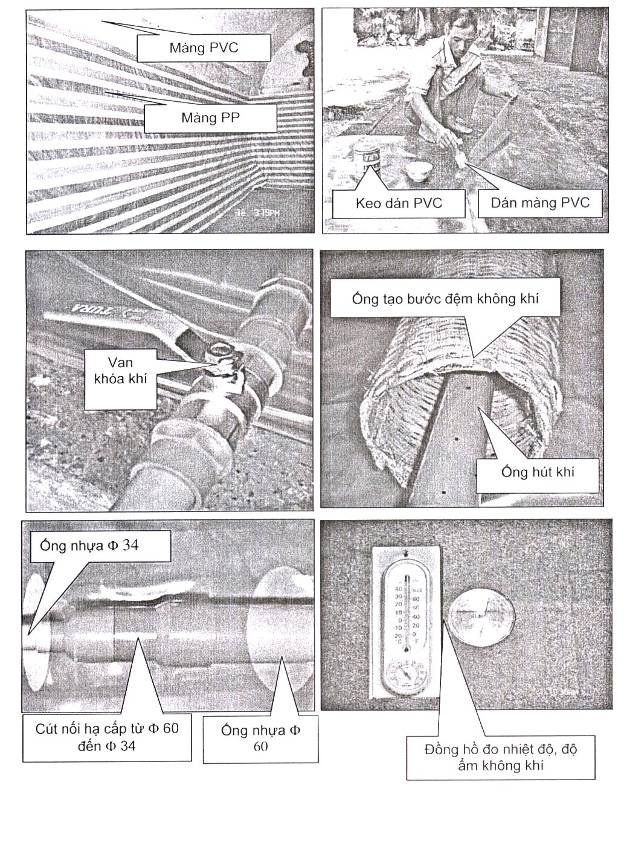 Màng PVC
Màng PP
3:19PM
Keo dán PVC
Dán màng PVC
Van
khóa khí
Ống tạo bước đệm không khí
Ống hút khí
Ống nhựa Φ 34
Cút nối hạ cấp từ Φ 60
đến Φ 34
Ống nhựa Φ
60
Đồng hồ đo nhiệt độ, độ
ẩm không khí